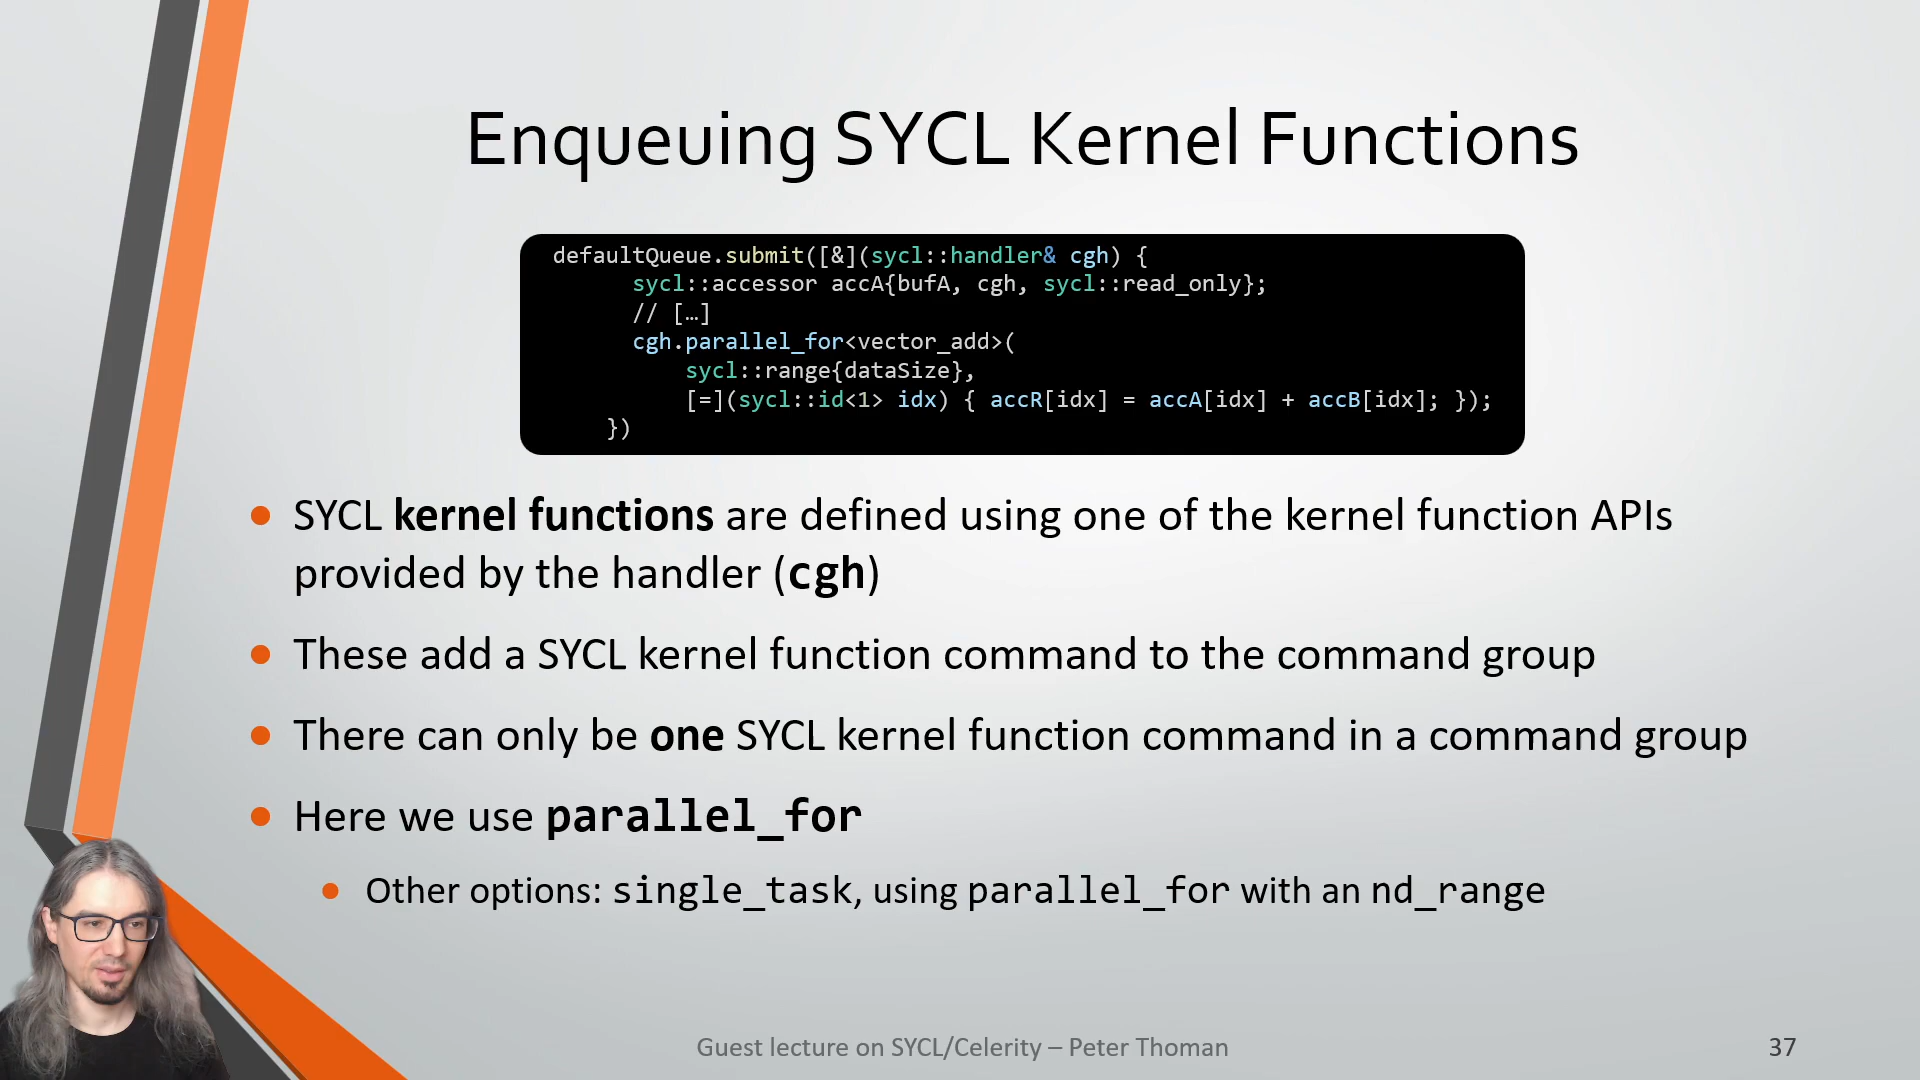 Enqueuing SYCL Kernel Functions
defaultQueue.submit([&](sycl::handler& cgh) {
sycl::accessor accA{bufA, cgh, sycl::read_only};
// […]
cgh.parallel_for<vector_add>(
sycl::range{dataSize},
[=](sycl::id<1> idx) { accR[idx] = accA[idx] + accB[idx]; });
})
SYCL kernel functions are defined using one of the kernel function APIs
provided by the handler (cgh)
These add a SYCL kernel function command to the command group
There can only be one SYCL kernel function command in a command group
Here we use parallel_for
Other options: single_task, using parallel_for with an nd_range
Guest lecture on SYCL/Celerity – Peter Thoman
37